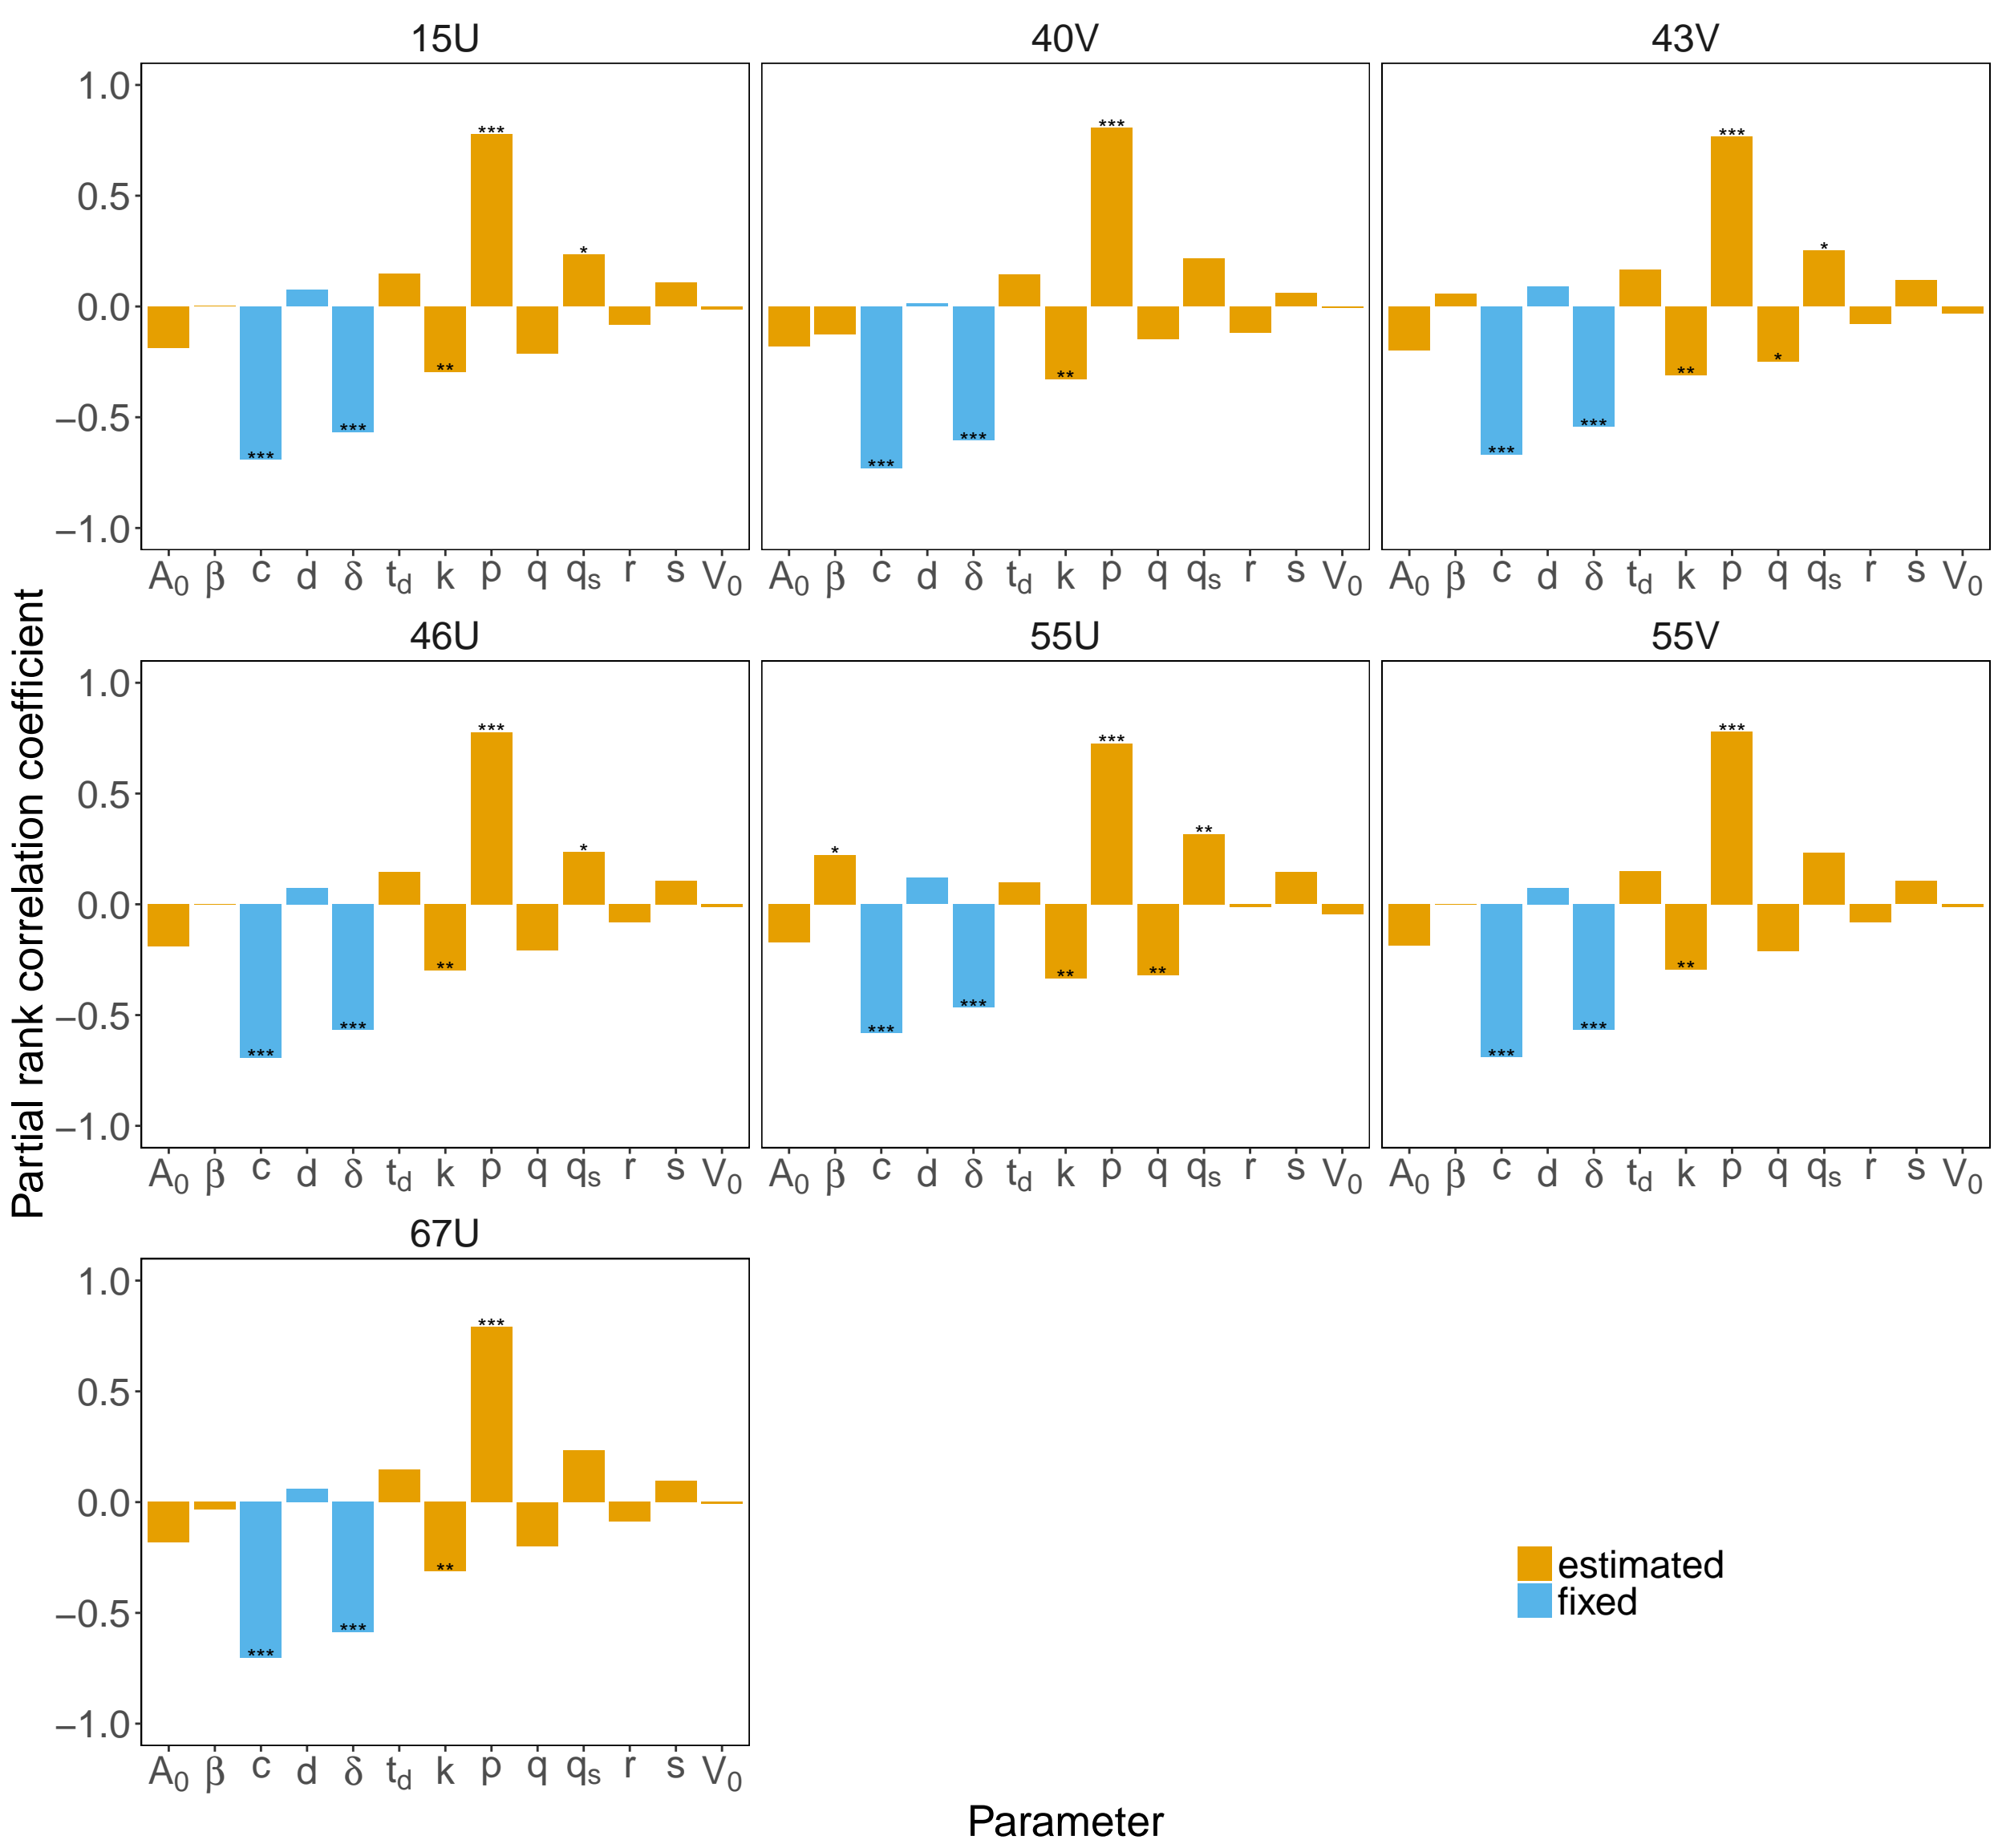 15U 40V 43V
Partial rank correlation coefficient
1.0
***
***
***
0.5
* *
0.0
** ** ** *
−0.5
*** *** ***
*** *** ***
−1.0
A0 β c d δ td k p q qs r s V0 A0 β c d δ td k p q qs r s V0 A0 β c d δ td k p q qs r s V0
46U 55U 55V
1.0
*** *** ***
0.5
* * **
0.0
** ** ** **
−0.5
*** *** ***
*** *** ***
−1.0
A0 β c d δ td k p q qs r s V0 A0 β c d δ td k p q qs r s V0 A0 β c d δ td k p q qs r s V0
67U
1.0
***
0.5
0.0
**
−0.5
***
***
−1.0
A0 β c d δ td k p q qs r s V0
estimated
fixed
Parameter